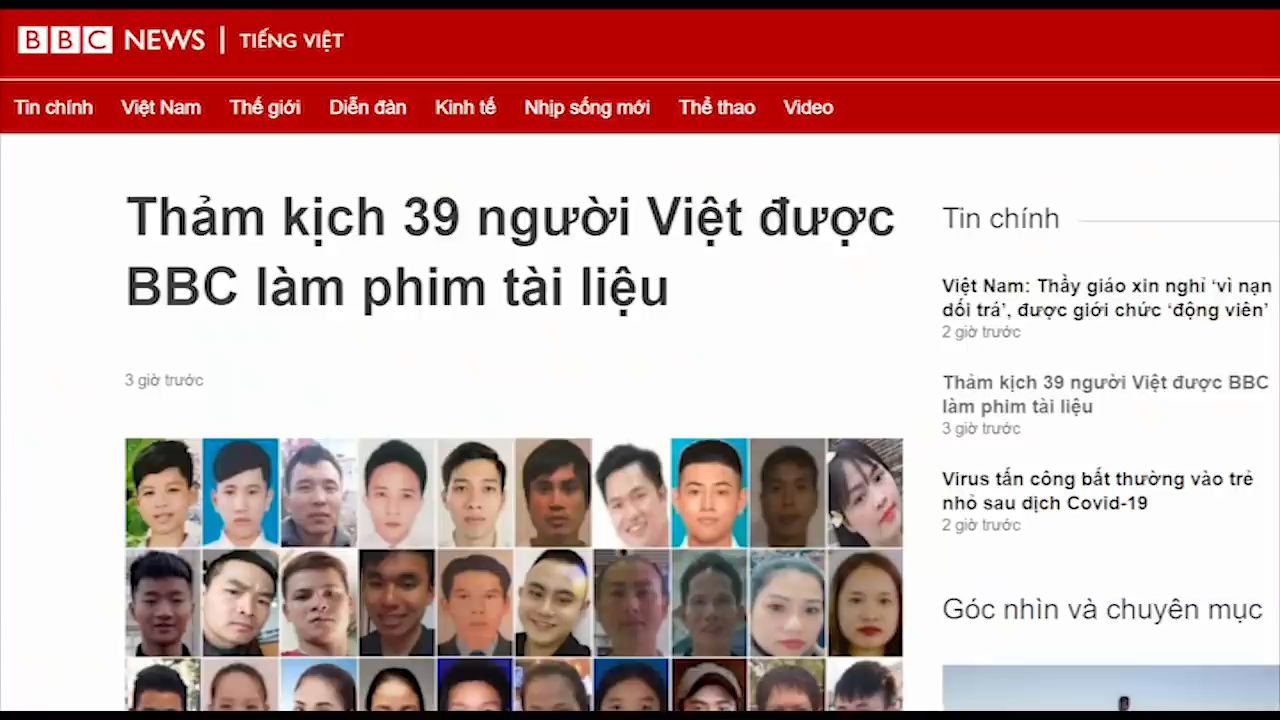 BBC NEWS | TIẾNG VIỆT
Tin chính Việt Nam Thế giới Diễn đàn Kinh tế Nhịp sống mới Thể thao Video
Thảm kịch 39 người Việt được
BBC làm phim tài liệu
3 giờ trước
Tin chính
Việt Nam: Thầy giáo xin nghỉ ‘vì nạn
dối trá’, được giới chức ‘động viên’
2 giờ trước
Thảm kịch 39 người Việt được BBC
làm phim tài liệu
3 giờ trước
Virus tấn công bất thường vào trẻ
nhỏ sau dịch Covid-19
2 giờ trước
Góc nhìn và chuyên mục